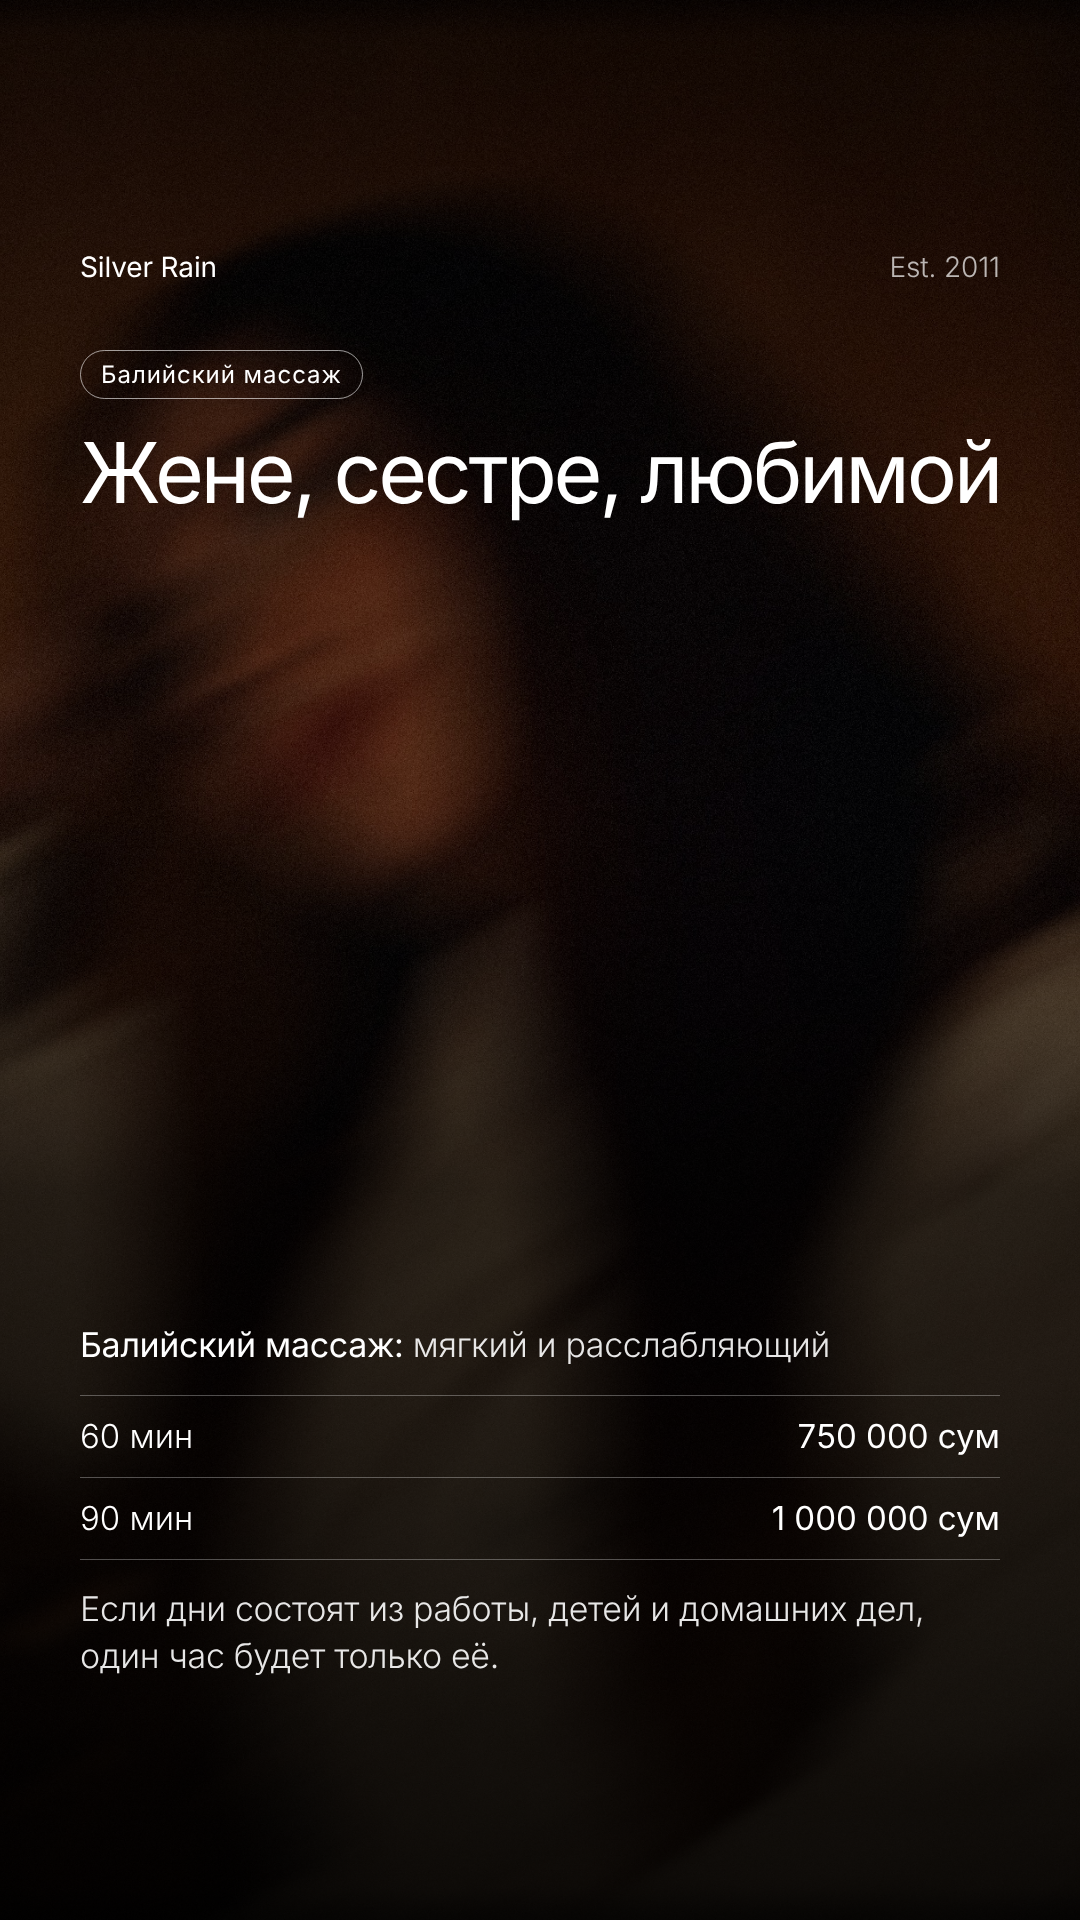 Silver Rain
Est. 2011
Балийский массаж
Жене, сестре, любимой
Балийский массаж: мягкий и расслабляющий
60 мин 750 000 сум
90 мин 1 000 000 сум
Если дни состоят из работы, детей и домашних дел,
один час будет только её.